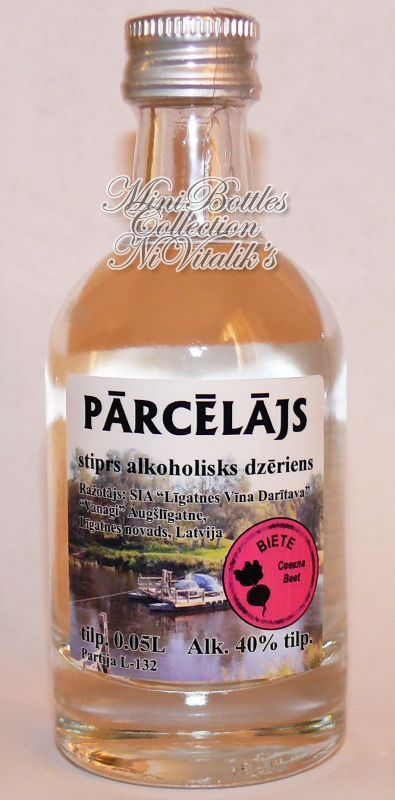 Mini Bottles
Collection
NiVitalik's
PĀRCĒLĀJS
stiprs alkoholisks dzēriens
Ražotājs: SIA "Līgatnes Vīna Darītava"
"Vanagi" Augšlīgatne,
Līgatnes novads, Latvija
BIETE
Свекла
Beet
tilp. 0.05L Alk. 40% tilp.
Partija L-132